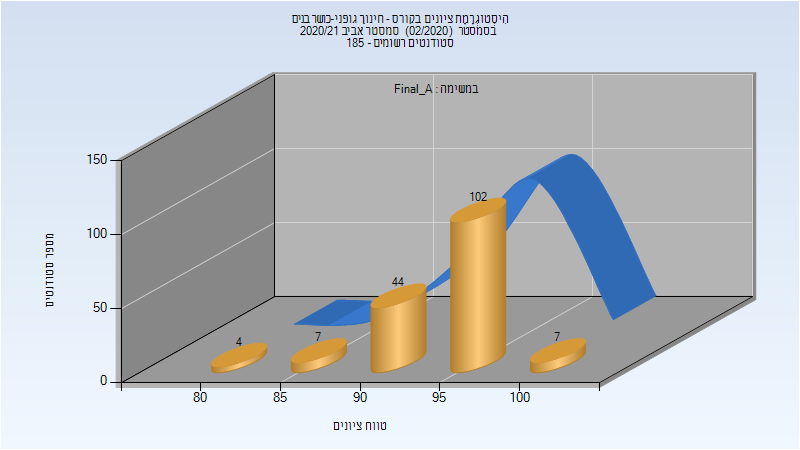 היסטוגרמת ציונים בקורס - חינוך גופני-כושר בנים
בסמסטר (02/2020) סמסטר אביב 2020/21
סטודנטים רשומים - 185
במשימה : Final_A
מספר סטודנטים
150
100
50
0
4
7
44
102
7
80
85
90
95
100
טווח ציונים